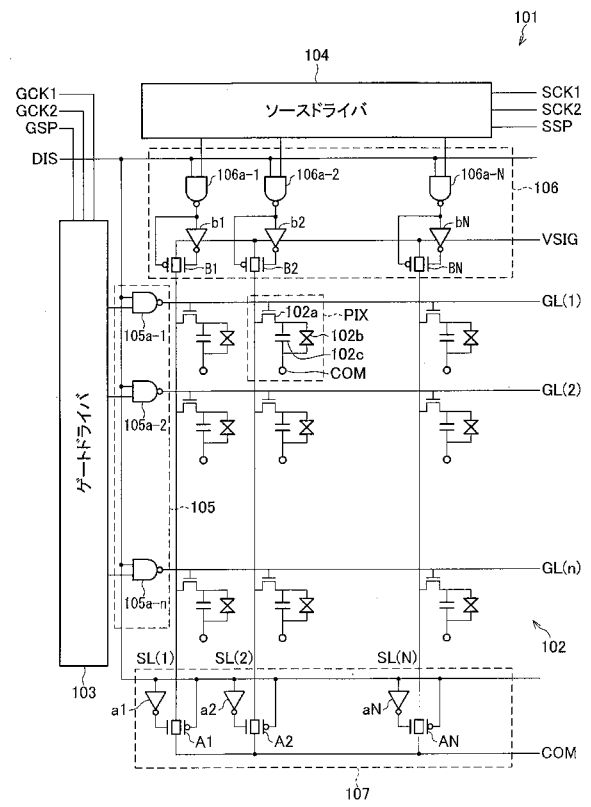 101
104
ソースドライバ
SCK1
SCK2
SSP
GCK1
GCK2
GSP
DIS
106a-1
106a-2
106a-N
106
b1
b2
bN
VSIG
B1
B2
BN
GL(1)
105a-1
102a
PIX
102b
102c
COM
GL(2)
105a-2
ゲートドライバ
105
GL(n)
105a-n
102
103
SL(1)
SL(2)
SL(N)
a1
a2
aN
A1
A2
AN
COM
107